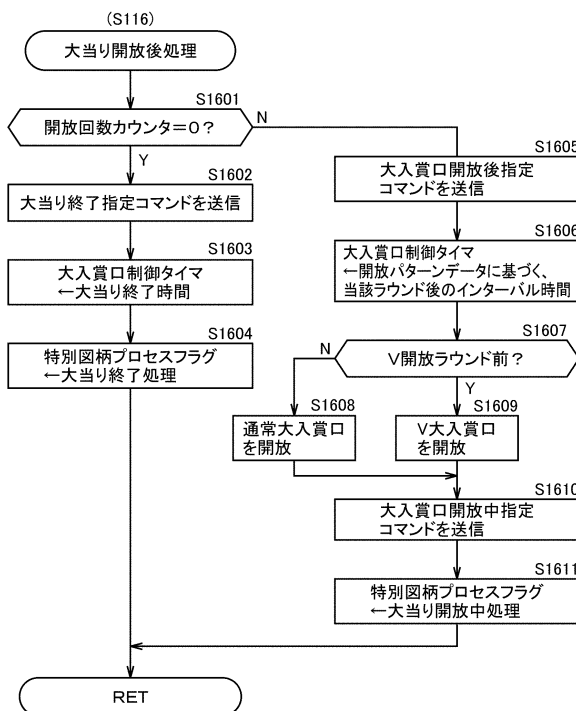 (S116)
大当り開放後処理
S1601
開放回数カウンタ=0?
N
Y
S1602
大当り終了指定コマンドを送信
S1603
大入賞口制御タイマ
←大当り終了時間
S1604
特別図柄プロセスフラグ
←大当り終了処理
S1605
大入賞口開放後指定
コマンドを送信
S1606
大入賞口制御タイマ
←開放パターンデータに基づく、
当該ラウンド後のインターバル時間
S1607
V開放ラウンド前?
N
Y
S1608
通常大入賞口
を開放
S1609
V大入賞口
を開放
S1610
大入賞口開放中指定
コマンドを送信
S1611
特別図柄プロセスフラグ
←大当り開放中処理
RET